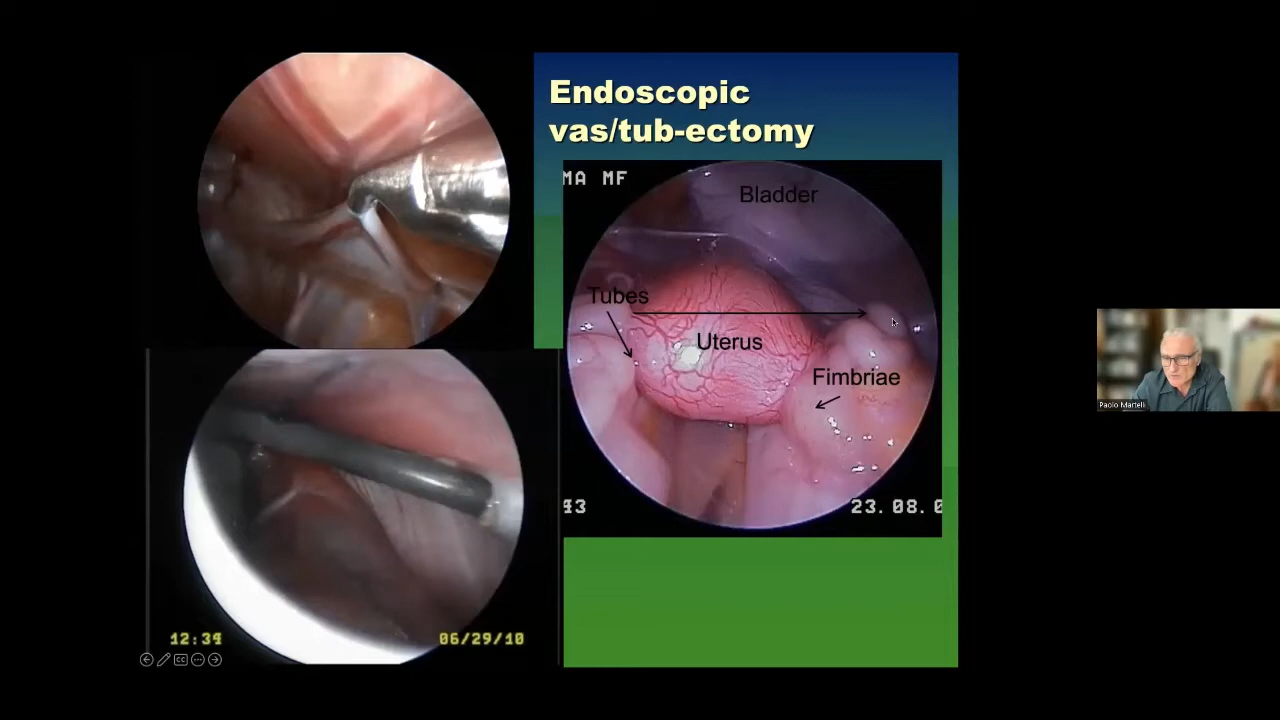 Endoscopic
vas/tub-ectomy
MA MF
Bladder
Tubes
Uterus
Fimbriae
43
23.08.0
12:34
06/29/10
CC
Paolo Martelli